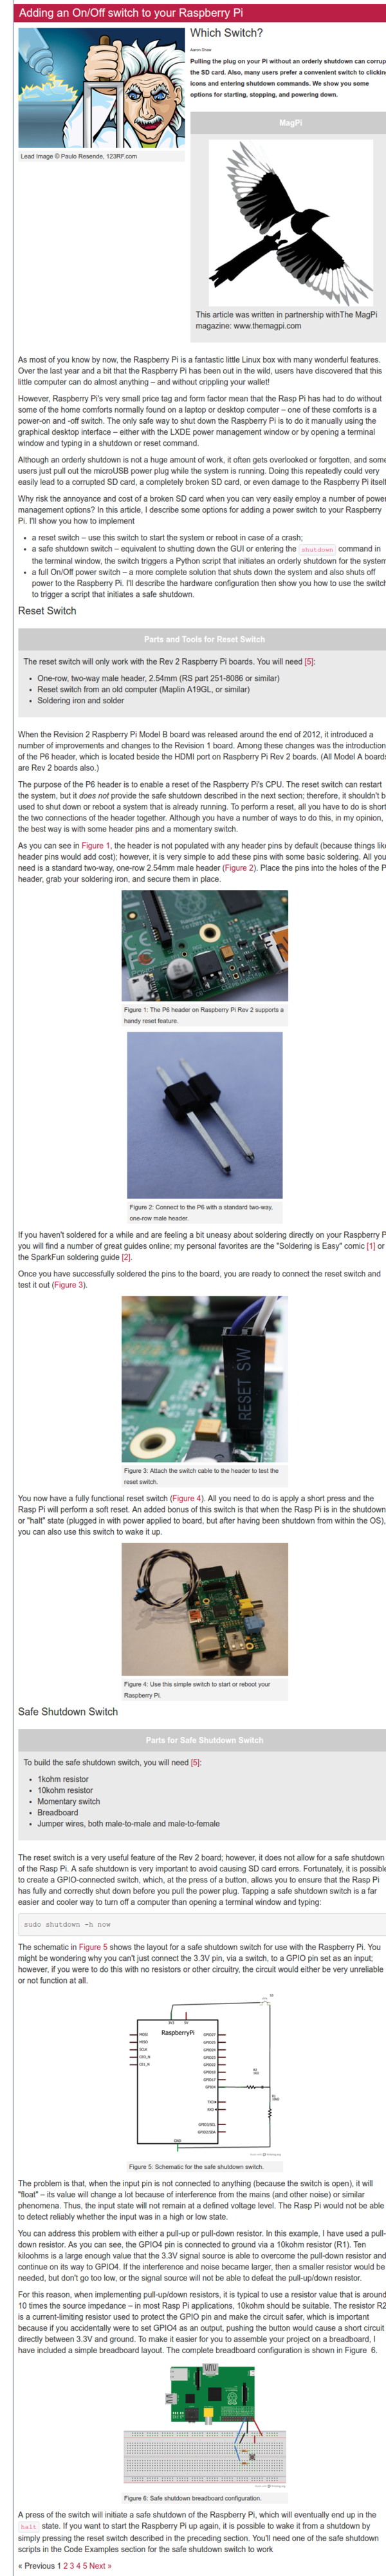 Adding an On/Off switch to your Raspberry Pi
Which Switch?
Aaron Shaw
Pulling the plug on your Pi without an orderly shutdown can corrup
the SD card. Also, many users prefer a convenient switch to clickin
icons and entering shutdown commands. We show you some
options for starting, stopping, and powering down.
Lead Image © Paulo Resende, 123RF.com
MagPi
This article was written in partnership withThe MagPi
magazine: www.themagpi.com
As most of you know by now, the Raspberry Pi is a fantastic little Linux box with many wonderful features.
Over the last year and a bit that the Raspberry Pi has been out in the wild, users have discovered that this
little computer can do almost anything – and without crippling your wallet!
However, Raspberry Pi's very small price tag and form factor mean that the Rasp Pi has had to do without
some of the home comforts normally found on a laptop or desktop computer – one of these comforts is a
power-on and -off switch. The only safe way to shut down the Raspberry Pi is to do it manually using the
graphical desktop interface – either with the LXDE power management window or by opening a terminal
window and typing in a shutdown or reset command.
Although an orderly shutdown is not a huge amount of work, it often gets overlooked or forgotten, and some
users just pull out the microUSB power plug while the system is running. Doing this repeatedly could very
easily lead to a corrupted SD card, a completely broken SD card, or even damage to the Raspberry Pi itself
Why risk the annoyance and cost of a broken SD card when you can very easily employ a number of power
management options? In this article, I describe some options for adding a power switch to your Raspberry
Pi. I'll show you how to implement
• a reset switch – use this switch to start the system or reboot in case of a crash;
• a safe shutdown switch – equivalent to shutting down the GUI or entering the shutdown command in
the terminal window, the switch triggers a Python script that initiates an orderly shutdown for the system
• a full On/Off power switch – a more complete solution that shuts down the system and also shuts off
power to the Raspberry Pi. I'll describe the hardware configuration then show you how to use the switch
to trigger a script that initiates a safe shutdown.
Reset Switch
Parts and Tools for Reset Switch
The reset switch will only work with the Rev 2 Raspberry Pi boards. You will need [5]:
• One-row, two-way male header, 2.54mm (RS part 251-8086 or similar)
• Reset switch from an old computer (Maplin A19GL, or similar)
• Soldering iron and solder
When the Revision 2 Raspberry Pi Model B board was released around the end of 2012, it introduced a
number of improvements and changes to the Revision 1 board. Among these changes was the introduction
of the P6 header, which is located beside the HDMI port on Raspberry Pi Rev 2 boards. (All Model A boards
are Rev 2 boards also.)
The purpose of the P6 header is to enable a reset of the Raspberry Pi's CPU. The reset switch can restart
the system, but it does not provide the safe shutdown described in the next section; therefore, it shouldn't b
used to shut down or reboot a system that is already running. To perform a reset, all you have to do is short
the two connections of the header together. Although you have a number of ways to do this, in my opinion,
the best way is with some header pins and a momentary switch.
As you can see in Figure 1, the header is not populated with any header pins by default (because things like
header pins would add cost); however, it is very simple to add these pins with some basic soldering. All you
need is a standard two-way, one-row 2.54mm male header (Figure 2). Place the pins into the holes of the P
header, grab your soldering iron, and secure them in place.
Figure 1: The P6 header on Raspberry Pi Rev 2 supports a
handy reset feature.
Figure 2: Connect to the P6 with a standard two-way,
one-row male header.
If you haven't soldered for a while and are feeling a bit uneasy about soldering directly on your Raspberry P
you will find a number of great guides online; my personal favorites are the "Soldering is Easy" comic [1] or
the SparkFun soldering guide [2].
Once you have successfully soldered the pins to the board, you are ready to connect the reset switch and
test it out (Figure 3).
RESET SW
Figure 3: Attach the switch cable to the header to test the
reset switch.
You now have a fully functional reset switch (Figure 4). All you need to do is apply a short press and the
Rasp Pi will perform a soft reset. An added bonus of this switch is that when the Rasp Pi is in the shutdown
or "halt" state (plugged in with power applied to board, but after having been shutdown from within the OS),
you can also use this switch to wake it up.
Figure 4: Use this simple switch to start or reboot your
Raspberry Pi.
Safe Shutdown Switch
Parts for Safe Shutdown Switch
To build the safe shutdown switch, you will need [5]:
• 1kohm resistor
• 10kohm resistor
• Momentary switch
• Breadboard
• Jumper wires, both male-to-male and male-to-female
The reset switch is a very useful feature of the Rev 2 board; however, it does not allow for a safe shutdown
of the Rasp Pi. A safe shutdown is very important to avoid causing SD card errors. Fortunately, it is possible
to create a GPIO-connected switch, which, at the press of a button, allows you to ensure that the Rasp Pi
has fully and correctly shut down before you pull the power plug. Tapping a safe shutdown switch is a far
easier and cooler way to turn off a computer than opening a terminal window and typing:
sudo shutdown -h now
The schematic in Figure 5 shows the layout for a safe shutdown switch for use with the Raspberry Pi. You
might be wondering why you can't just connect the 3.3V pin, via a switch, to a GPIO pin set as an input;
however, if you were to do this with no resistors or other circuitry, the circuit would either be very unreliable
or not function at all.
RaspberryPi
Figure 5: Schematic for the safe shutdown switch.
The problem is that, when the input pin is not connected to anything (because the switch is open), it will
"float" – its value will change a lot because of interference from the mains (and other noise) or similar
phenomena. Thus, the input state will not remain at a defined voltage level. The Rasp Pi would not be able
to detect reliably whether the input was in a high or low state.
You can address this problem with either a pull-up or pull-down resistor. In this example, I have used a pull-
down resistor. As you can see, the GPIO4 pin is connected to ground via a 10kohm resistor (R1). Ten
kiloohms is a large enough value that the 3.3V signal source is able to overcome the pull-down resistor and
continue on its way to GPIO4. If the interference and noise became larger, then a smaller resistor would be
needed, but don't go too low, or the signal source will not be able to defeat the pull-up/down resistor.
For this reason, when implementing pull-up/down resistors, it is typical to use a resistor value that is around
10 times the source impedance – in most Rasp Pi applications, 10kohm should be suitable. The resistor R2
is a current-limiting resistor used to protect the GPIO pin and make the circuit safer, which is important
because if you accidentally were to set GPIO4 as an output, pushing the button would cause a short circuit
directly between 3.3V and ground. To make it easier for you to assemble your project on a breadboard, I
have included a simple breadboard layout. The complete breadboard configuration is shown in Figure 6.
Figure 6: Safe shutdown breadboard configuration.
A press of the switch will initiate a safe shutdown of the Raspberry Pi, which will eventually end up in the
halt state. If you want to start the Raspberry Pi up again, it is possible to wake it from a shutdown by
simply pressing the reset switch described in the preceding section. You'll need one of the safe shutdown
scripts in the Code Examples section for the safe shutdown switch to work
« Previous 1 2 3 4 5 Next »